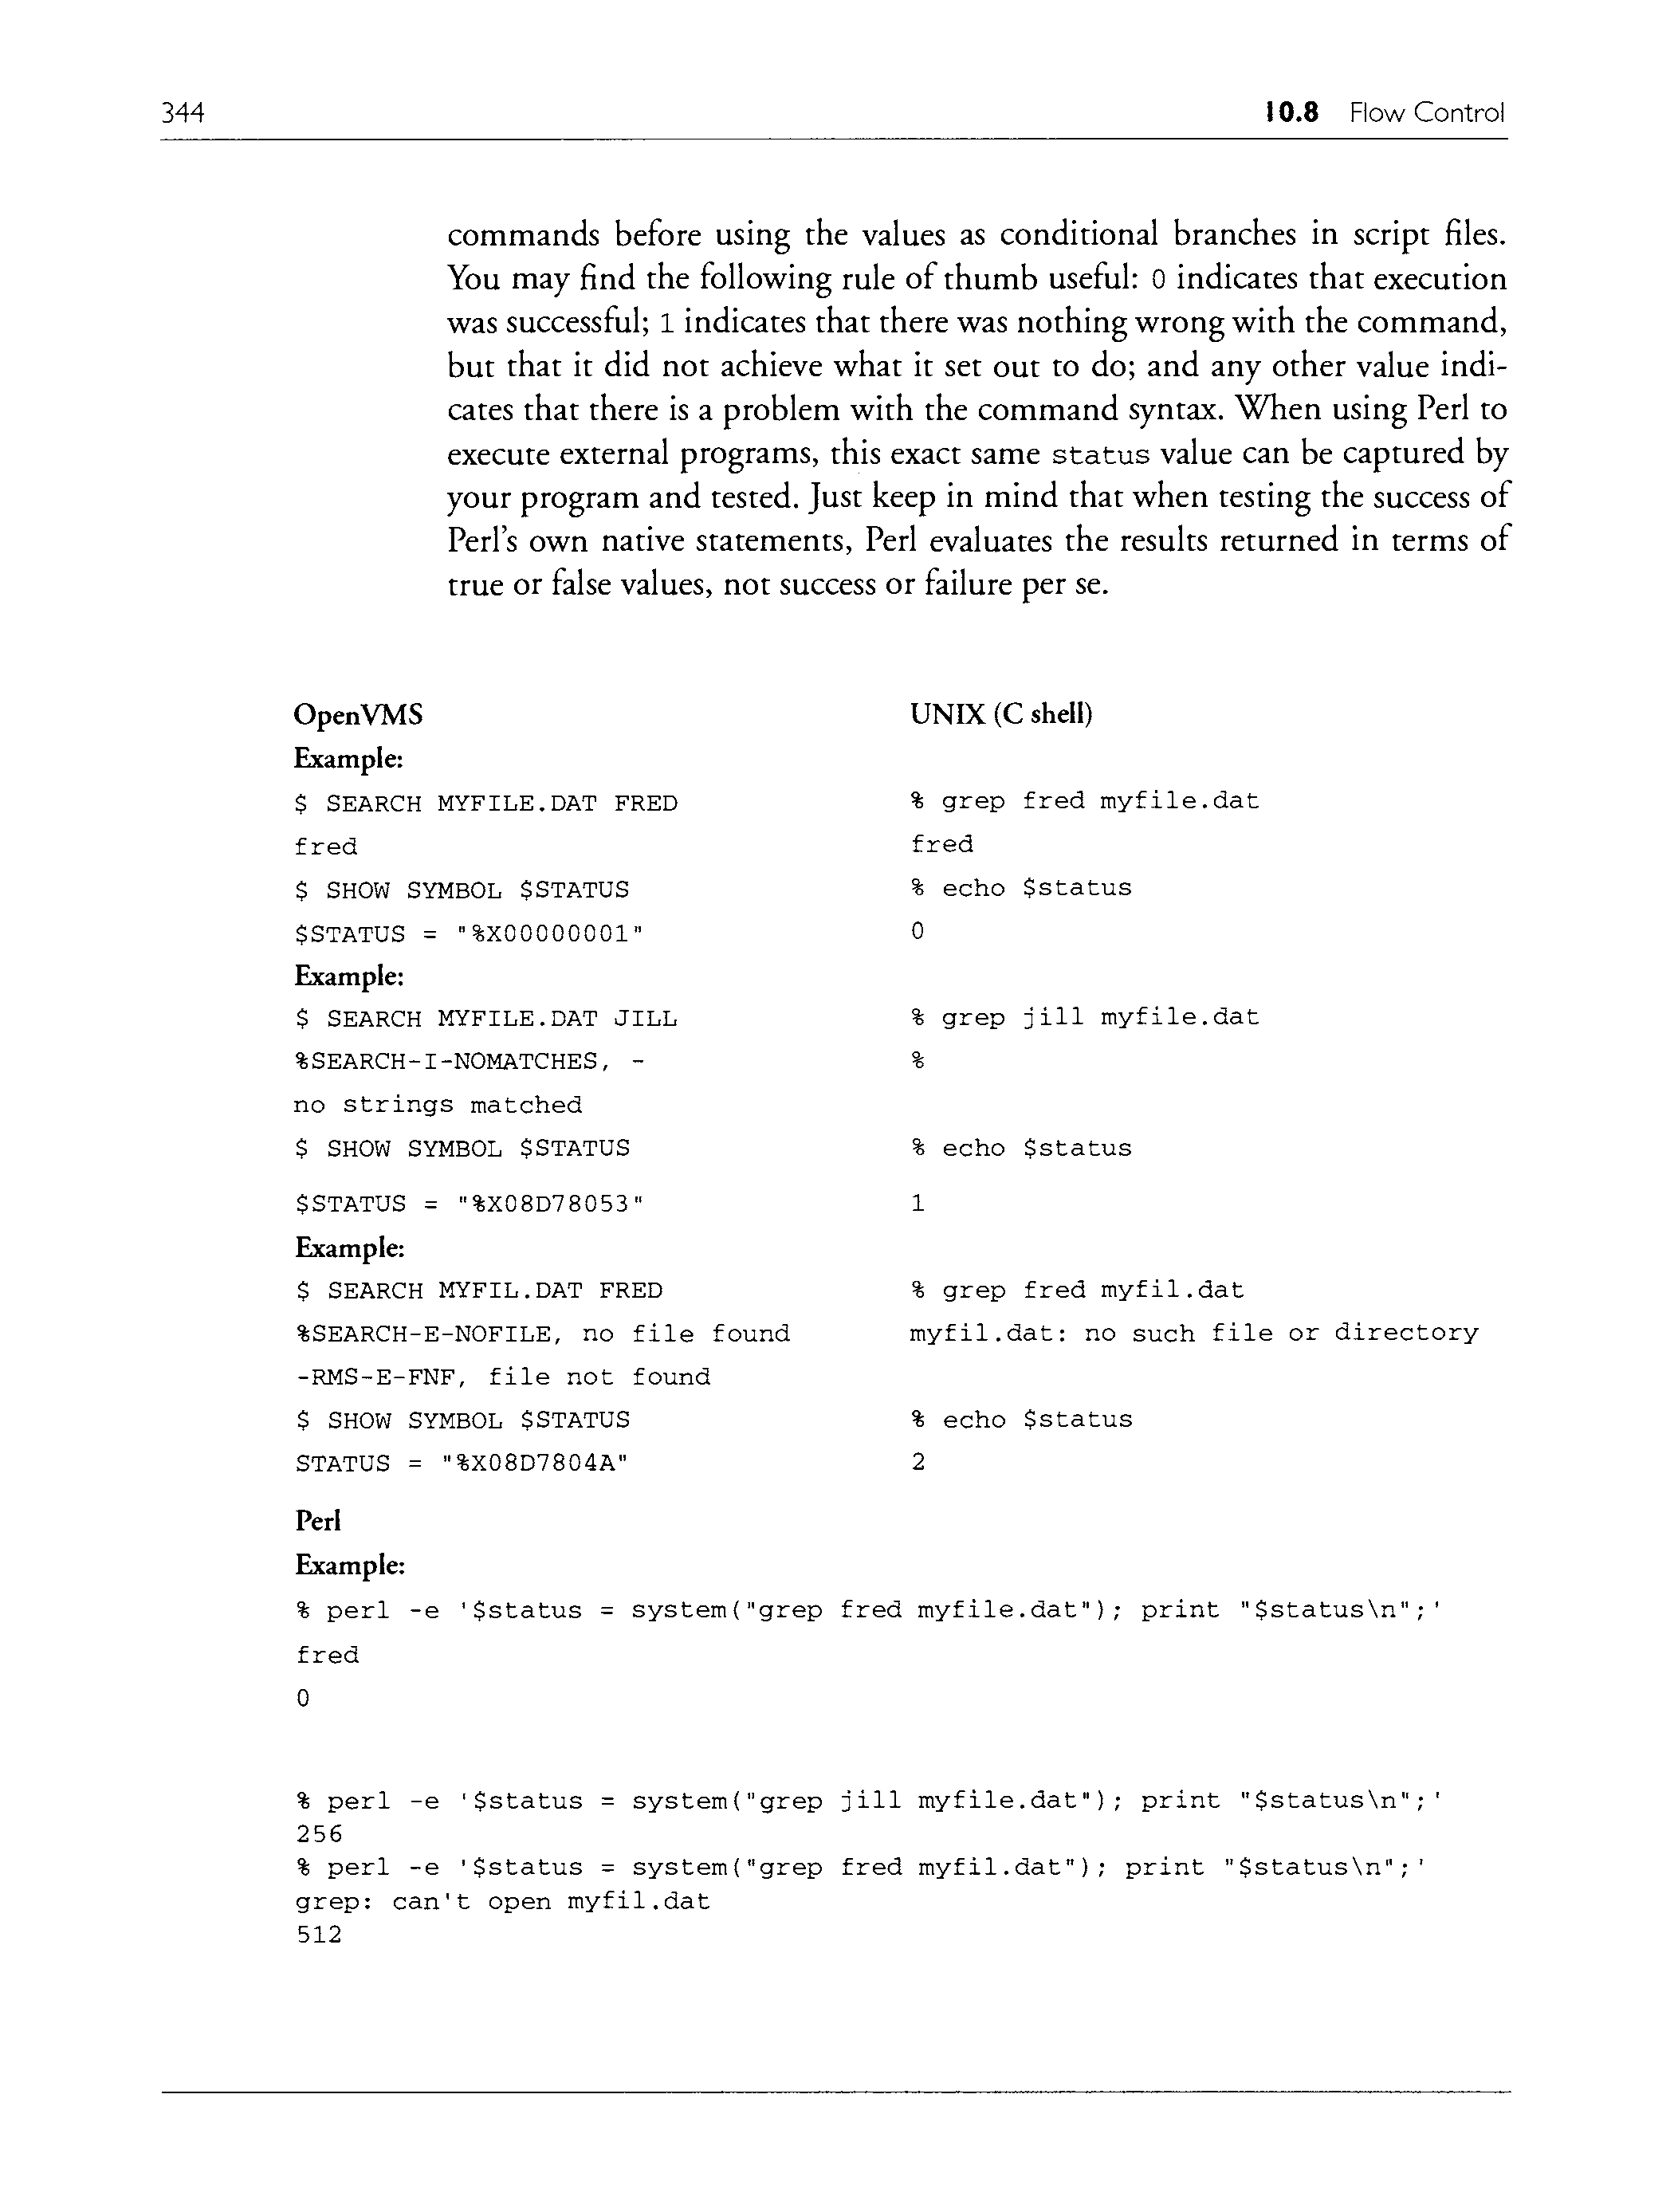 344
10.8 Flow Control
commands before using the values as conditional branches in script files.
You may find the following rule of thumb useful: 0 indicates that execution
was successful; 1 indicates that there was nothing wrong with the command,
but that it did not achieve what it set out to do; and any other value indi-
cates that there is a problem with the command syntax. When using Perl to
execute external programs, this exact same status value can be captured by
your program and tested. Just keep in mind that when testing the success of
Perl's own native statements, Perl evaluates the results returned in terms of
true or false values, not success or failure per se.
OpenVMS
UNIX (C shell)
Example:
$ SEARCH MYFILE.DAT FRED
% grep fred myfile.dat
fred
fred
$ SHOW SYMBOL $STATUS
% echo $status
$STATUS = "%X00000001"
0
Example:
$ SEARCH MYFILE.DAT JILL
% grep jill myfile.dat
%SEARCH-I-NOMATCHES, -
%
no strings matched
$ SHOW SYMBOL $STATUS
% echo $status
$STATUS = "%X08D78053"
1
Example:
$ SEARCH MYFIL.DAT FRED
% grep fred myfil.dat
%SEARCH-E-NOFILE, no file found
myfil.dat: no such file or directory
-RMS-E-FNF, file not found
$ SHOW SYMBOL $STATUS
% echo $status
STATUS = "%X08D7804A"
2
Perl
Example:
% perl -e '$status = system("grep fred myfile.dat"); print "$status\n";'
fred
0
% perl -e '$status = system("grep jill myfile.dat"); print "$status\n";'
256
% perl -e '$status = system("grep fred myfil.dat"); print "$status\n";'
grep: can't open myfil.dat
512